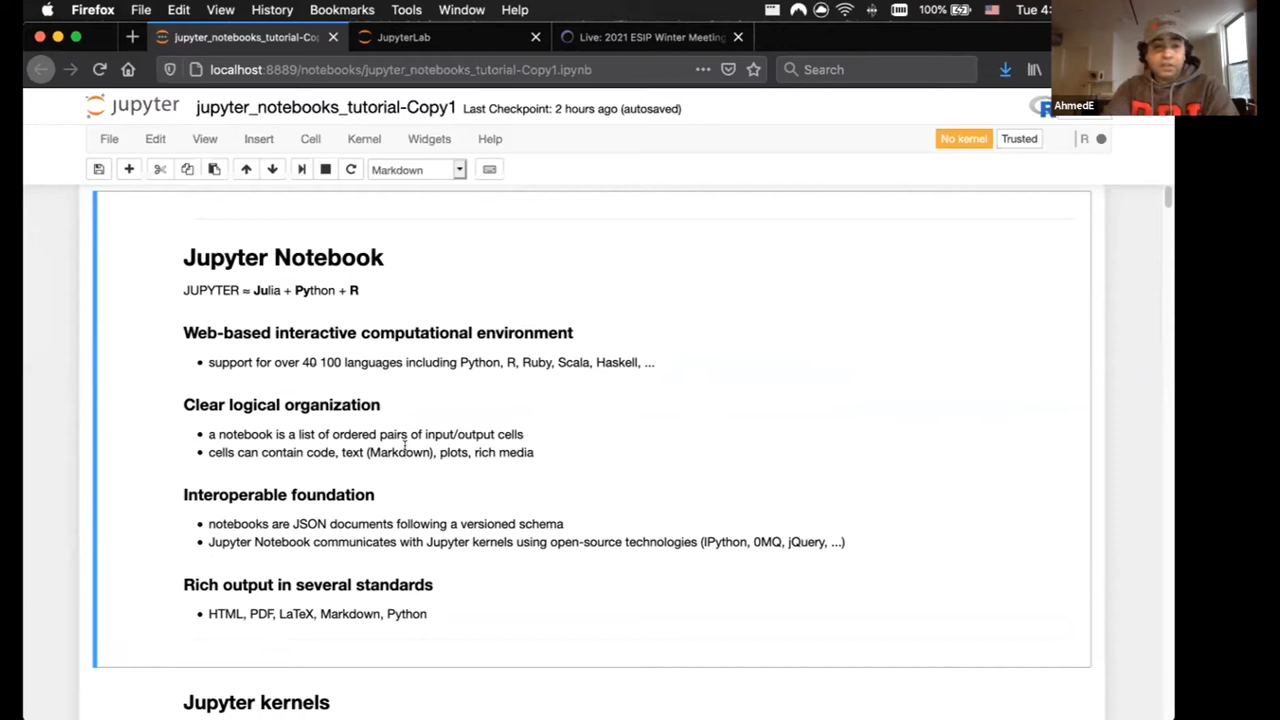 Firefox File Edit View History Bookmarks Tools Window Help 100% Tue 4:
jupyter_notebooks_tutorial-Co JupyterLab Live: 2021 ESIP Winter Meeting
localhost:8889/notebooks/jupyter_notebooks_tutorial-Copy1.ipynb Search
AhmedE
jupyter jupyter_notebooks_tutorial-Copy1 Last Checkpoint: 2 hours ago (autosaved)
File Edit View Insert Cell Kernel Widgets Help No kernel Trusted R
Markdown
Jupyter Notebook
JUPYTER ≈ Julia + Python + R
Web-based interactive computational environment
• support for over 40 100 languages including Python, R, Ruby, Scala, Haskell, ...
Clear logical organization
• a notebook is a list of ordered pairs of input/output cells
• cells can contain code, text (Markdown), plots, rich media
Interoperable foundation
• notebooks are JSON documents following a versioned schema
• Jupyter Notebook communicates with Jupyter kernels using open-source technologies (IPython, 0MQ, jQuery, ...)
Rich output in several standards
• HTML, PDF, LaTeX, Markdown, Python
Jupyter kernels